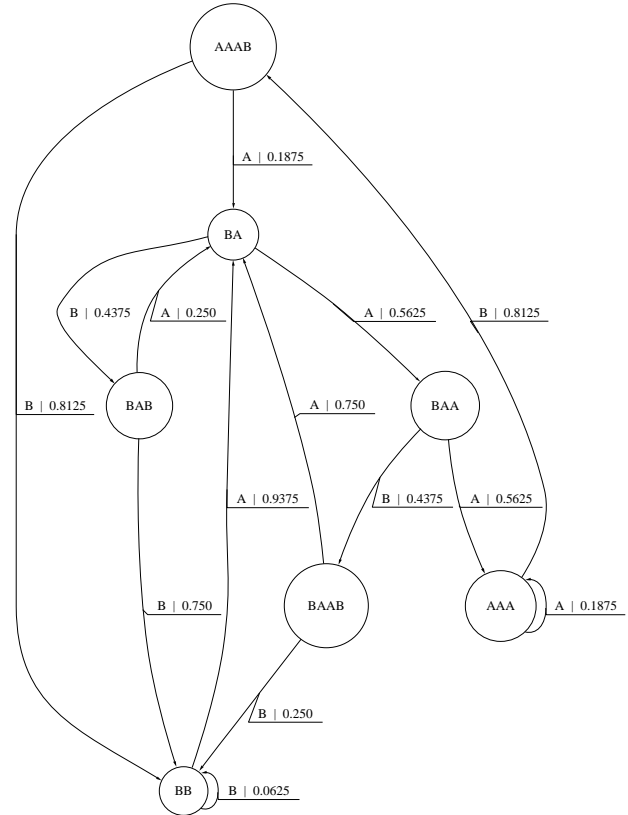 AAAB
A | 0.1875
BA
B | 0.4375
A | 0.250
A | 0.5625
B | 0.8125
B | 0.8125
BAB
A | 0.750
BAA
A | 0.9375
B | 0.4375
A | 0.5625
B | 0.750
BAAB
AAA
A | 0.1875
B | 0.250
BB
B | 0.0625